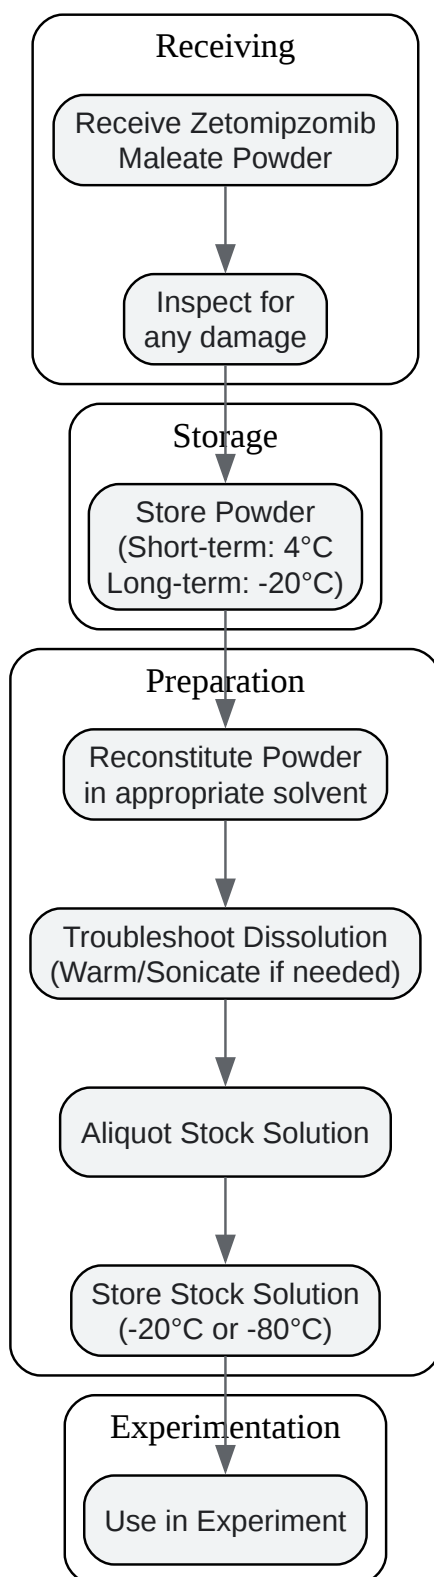 Receiving
Receive Zetomipzomib
Maleate Powder
Inspect for
any damage
Storage
Store Powder
(Short-term: 4°C
Long-term: -20°C)
Preparation
Reconstitute Powder
in appropriate solvent
Troubleshoot Dissolution
(Warm/Sonicate if needed)
Aliquot Stock Solution
Store Stock Solution
(-20°C or -80°C)
Experimentation
Use in Experiment